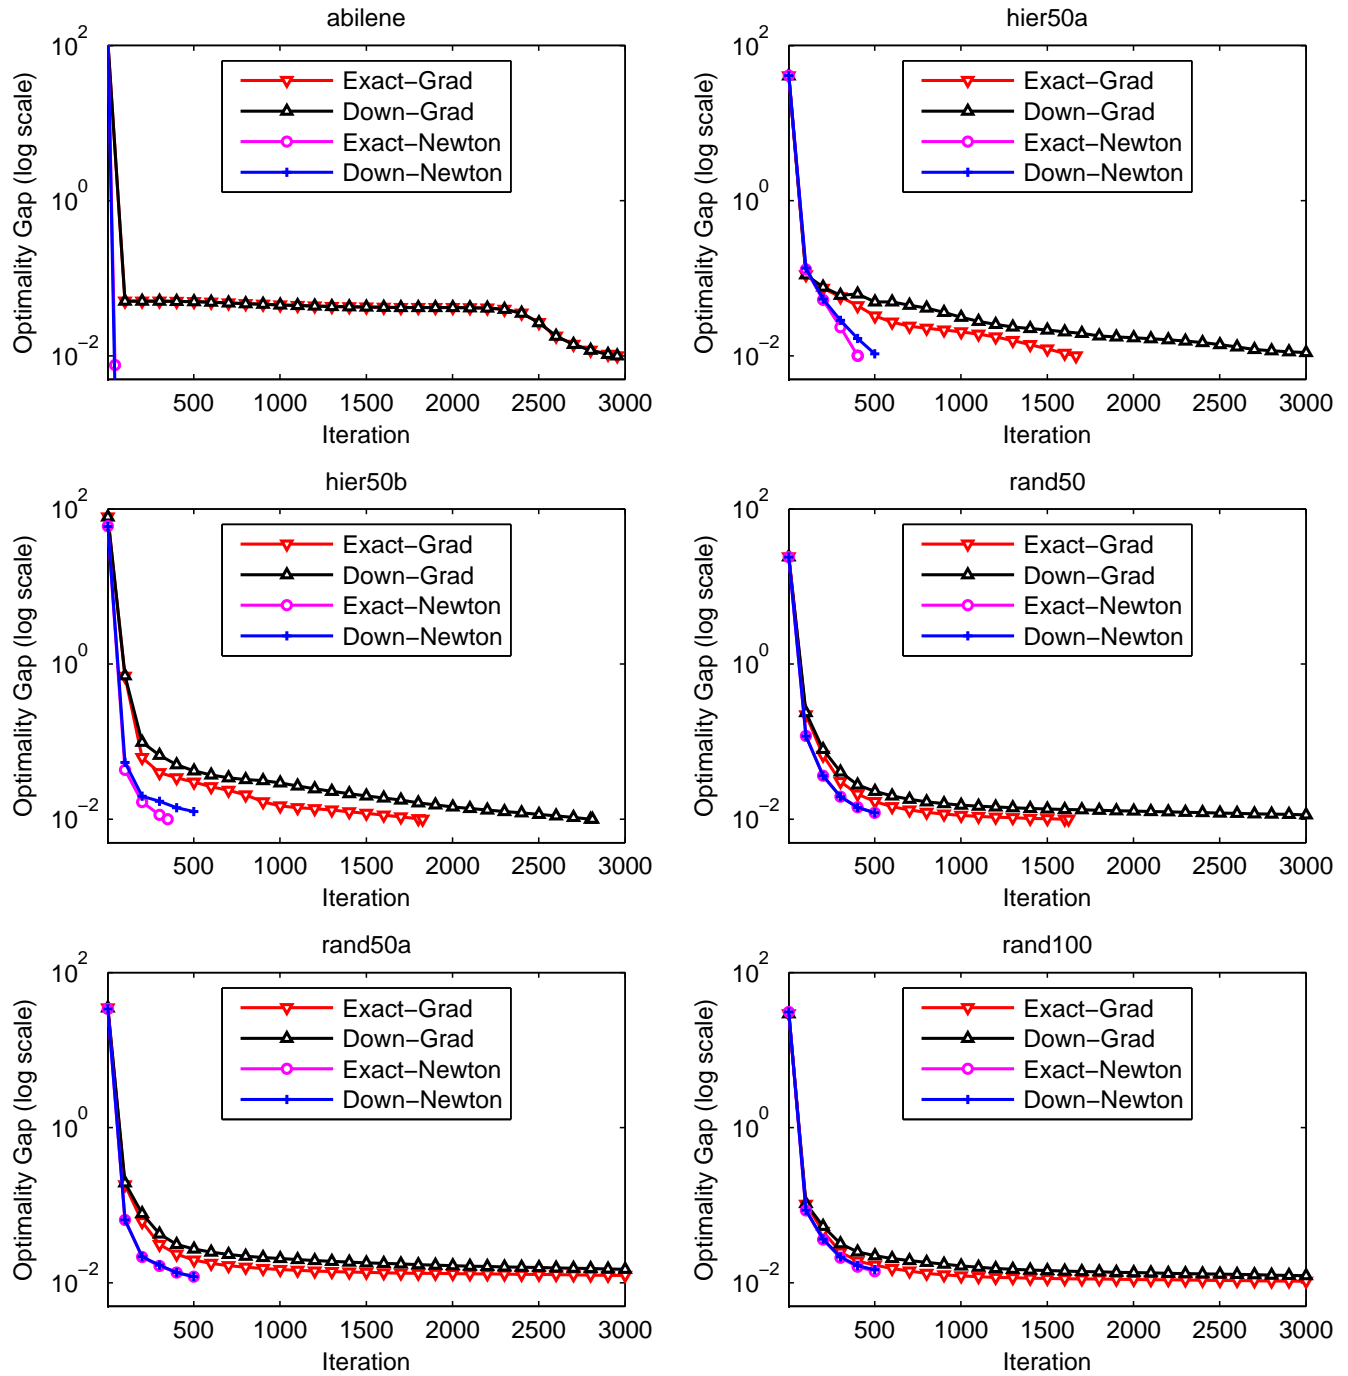 abilene
10^2
10^0
10^−2
Optimality Gap (log scale)
Exact−Grad
Down−Grad
Exact−Newton
Down−Newton
500 1000 1500 2000 2500 3000
Iteration
hier50a
10^2
10^0
10^−2
Optimality Gap (log scale)
Exact−Grad
Down−Grad
Exact−Newton
Down−Newton
500 1000 1500 2000 2500 3000
Iteration
hier50b
10^2
10^0
10^−2
Optimality Gap (log scale)
Exact−Grad
Down−Grad
Exact−Newton
Down−Newton
500 1000 1500 2000 2500 3000
Iteration
rand50
10^2
10^0
10^−2
Optimality Gap (log scale)
Exact−Grad
Down−Grad
Exact−Newton
Down−Newton
500 1000 1500 2000 2500 3000
Iteration
rand50a
10^2
10^0
10^−2
Optimality Gap (log scale)
Exact−Grad
Down−Grad
Exact−Newton
Down−Newton
500 1000 1500 2000 2500 3000
Iteration
rand100
10^2
10^0
10^−2
Optimality Gap (log scale)
Exact−Grad
Down−Grad
Exact−Newton
Down−Newton
500 1000 1500 2000 2500 3000
Iteration